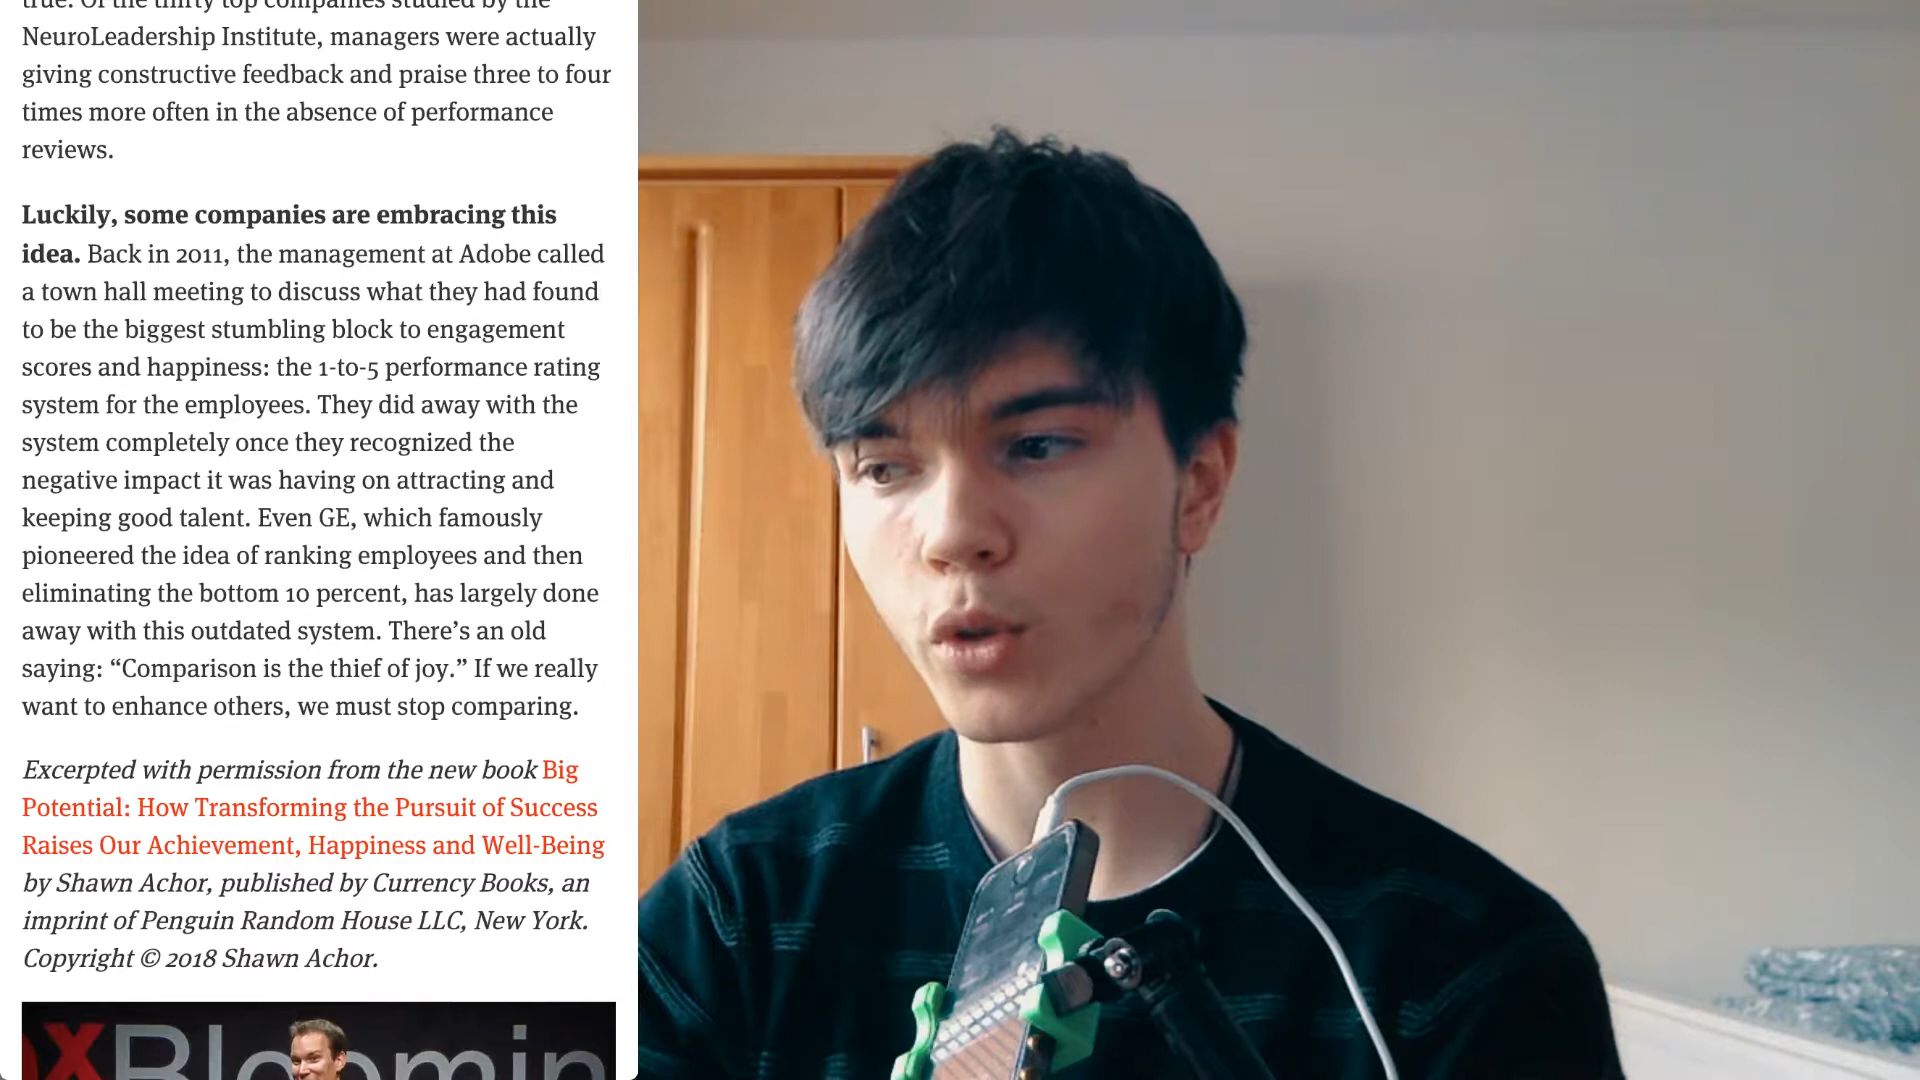 true. Of the thirty top companies studied by the
NeuroLeadership Institute, managers were actually
giving constructive feedback and praise three to four
times more often in the absence of performance
reviews.
Luckily, some companies are embracing this
idea. Back in 2011, the management at Adobe called
a town hall meeting to discuss what they had found
to be the biggest stumbling block to engagement
scores and happiness: the 1-to-5 performance rating
system for the employees. They did away with the
system completely once they recognized the
negative impact it was having on attracting and
keeping good talent. Even GE, which famously
pioneered the idea of ranking employees and then
eliminating the bottom 10 percent, has largely done
away with this outdated system. There’s an old
saying: “Comparison is the thief of joy.” If we really
want to enhance others, we must stop comparing.
Excerpted with permission from the new book Big
Potential: How Transforming the Pursuit of Success
Raises Our Achievement, Happiness and Well-Being
by Shawn Achor, published by Currency Books, an
imprint of Penguin Random House LLC, New York.
Copyright © 2018 Shawn Achor.